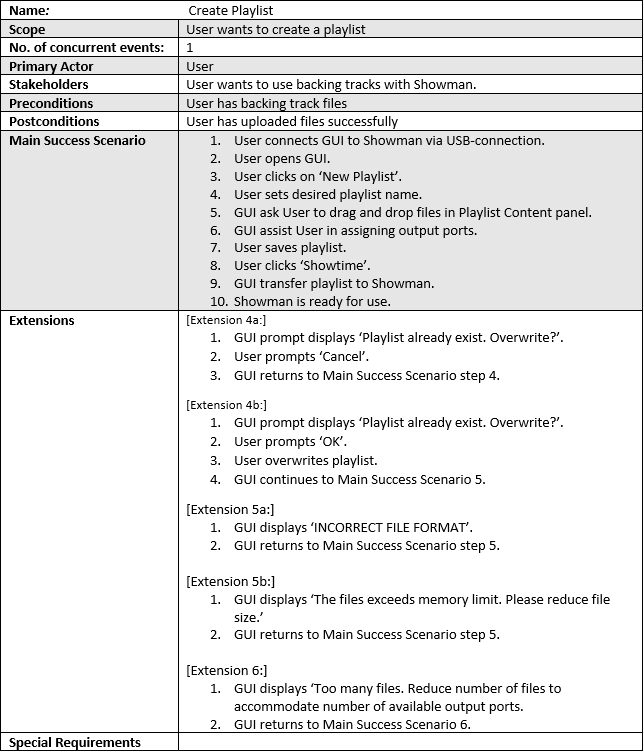 Name: Create Playlist
Scope User wants to create a playlist
No. of concurrent events: 1
Primary Actor User
Stakeholders User wants to use backing tracks with Showman.
Preconditions User has backing track files
Postconditions User has uploaded files successfully
Main Success Scenario
1. User connects GUI to Showman via USB-connection.
2. User opens GUI.
3. User clicks on ‘New Playlist’.
4. User sets desired playlist name.
5. GUI ask User to drag and drop files in Playlist Content panel.
6. GUI assist User in assigning output ports.
7. User saves playlist.
8. User clicks ‘Showtime’.
9. GUI transfer playlist to Showman.
10. Showman is ready for use.
Extensions
[Extension 4a:]
1. GUI prompt displays ‘Playlist already exist. Overwrite?’.
2. User prompts ‘Cancel’.
3. GUI returns to Main Success Scenario step 4.
[Extension 4b:]
1. GUI prompt displays ‘Playlist already exist. Overwrite?’.
2. User prompts ‘OK’.
3. User overwrites playlist.
4. GUI continues to Main Success Scenario 5.
[Extension 5a:]
1. GUI displays ‘INCORRECT FILE FORMAT’.
2. GUI returns to Main Success Scenario step 5.
[Extension 5b:]
1. GUI displays ‘The files exceeds memory limit. Please reduce file
size.’
2. GUI returns to Main Success Scenario step 5.
[Extension 6:]
1. GUI displays ‘Too many files. Reduce number of files to
accommodate number of available output ports.
2. GUI returns to Main Success Scenario 6.
Special Requirements